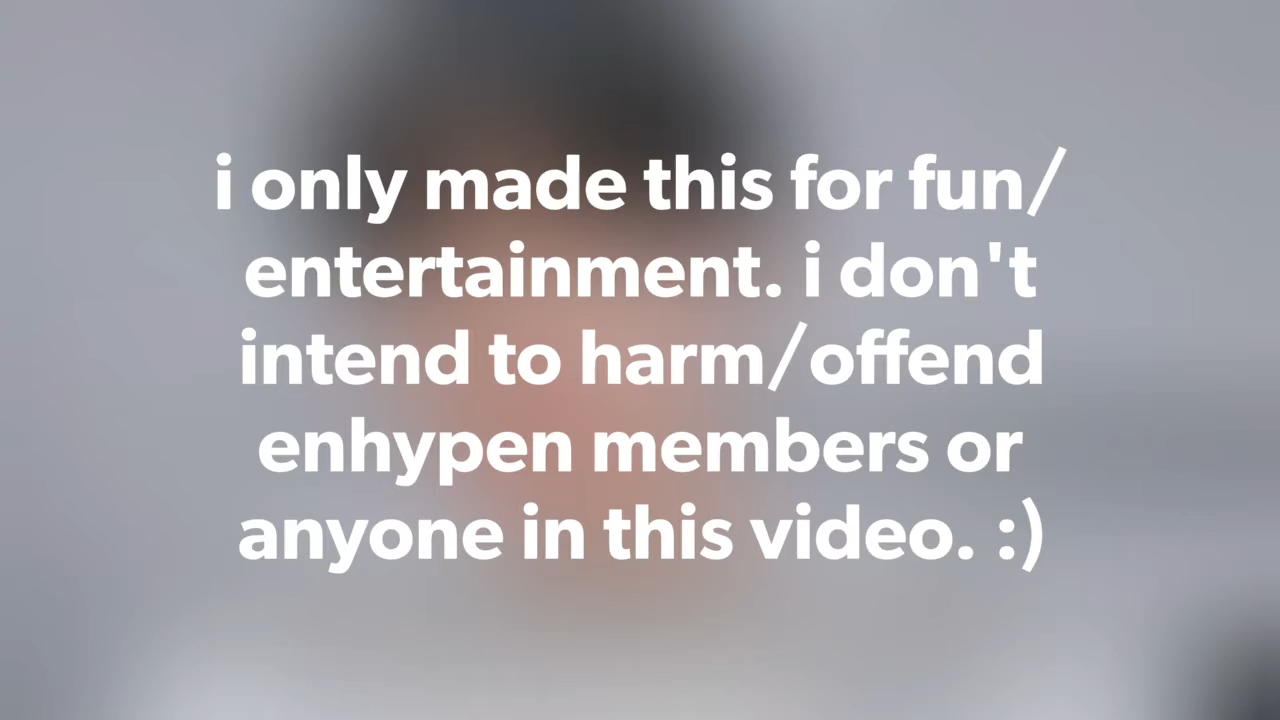 i only made this for fun/
entertainment. i don't
intend to harm/offend
enhypen members or
anyone in this video. :)